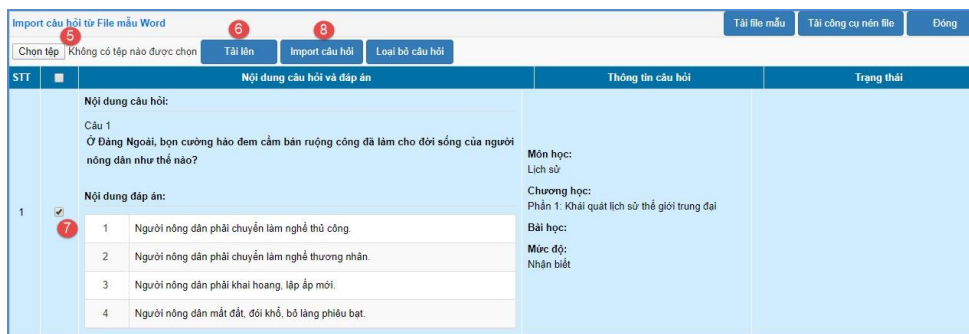 Import câu hỏi từ File mẫu Word
Tải file mẫu
Tải công cụ nén file
Đóng
5
6
8
Chọn tệp Không có tệp nào được chọn
Tải lên
Import câu hỏi
Loại bỏ câu hỏi
STT
Nội dung câu hỏi và đáp án
Thông tin câu hỏi
Trạng thái
1
7
Nội dung câu hỏi:
Câu 1
Ở Đàng Ngoài, bọn cường hào đem cầm bán ruộng công đã làm cho đời sống của người
nông dân như thế nào?
Nội dung đáp án:
1 Người nông dân phải chuyển làm nghề thủ công.
2 Người nông dân phải chuyển làm nghề thương nhân.
3 Người nông dân phải khai hoang, lập ấp mới.
4 Người nông dân mất đất, đói khổ, bỏ làng phiêu bạt.
Môn học:
Lịch sử
Chương học:
Phần 1: Khái quát lịch sử thế giới trung đại
Bài học:
Mức độ:
Nhận biết